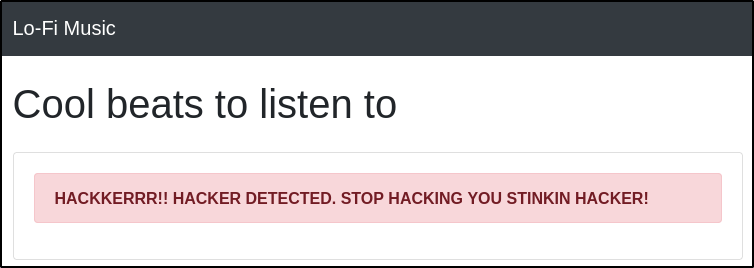 Lo-Fi Music
Cool beats to listen to
HACKKERRR!! HACKER DETECTED. STOP HACKING YOU STINKIN HACKER!